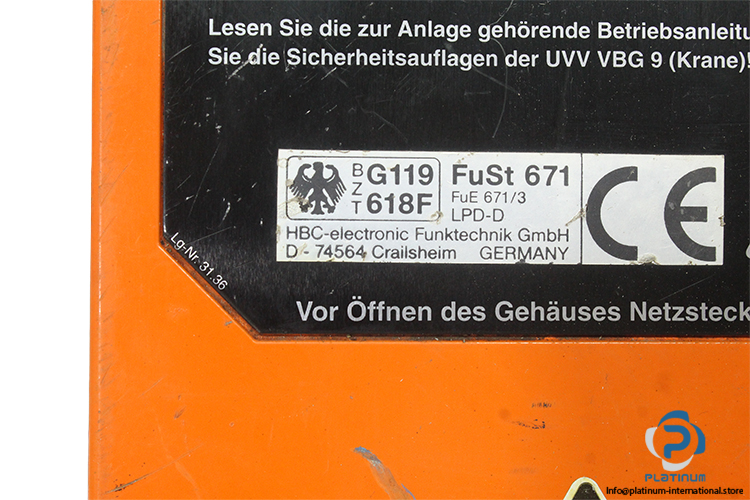 Lesen Sie die zur Anlage gehörende
Sie die Sicherheitsauflagen der UVV VBG 9 (Krane)!
BZT G119 618F
FuSt 671
FuE 671/3
LPD-D
CE
HBC-electronic Funktechnik GmbH
D - 74564 Crailsheim GERMANY
Lg-Nr. 31.36
Vor Öffnen des Gehäuses
PLATINUM
Info@platinum-international.store